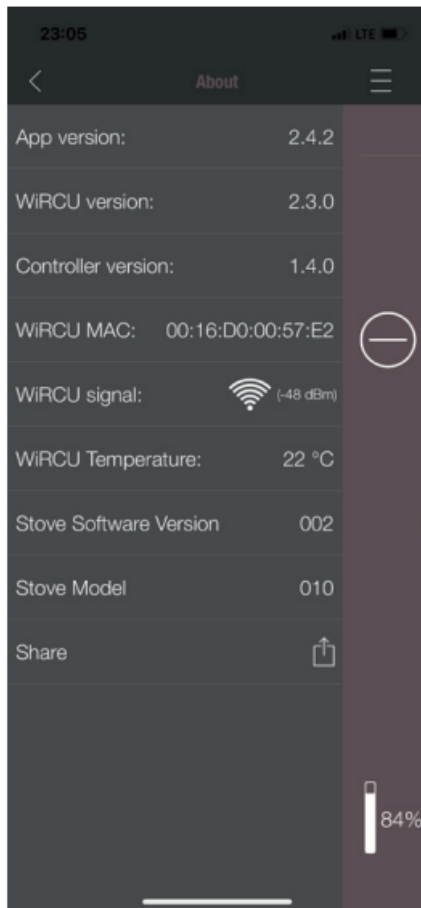 23:05 LTE
About
App version: 2.4.2
WiRCU version: 2.3.0
Controller version: 1.4.0
WiRCU MAC: 00:16:D0:00:57:E2
WiRCU signal: (-48 dBm)
WiRCU Temperature: 22 °C
Stove Software Version 002
Stove Model 010
Share
84%